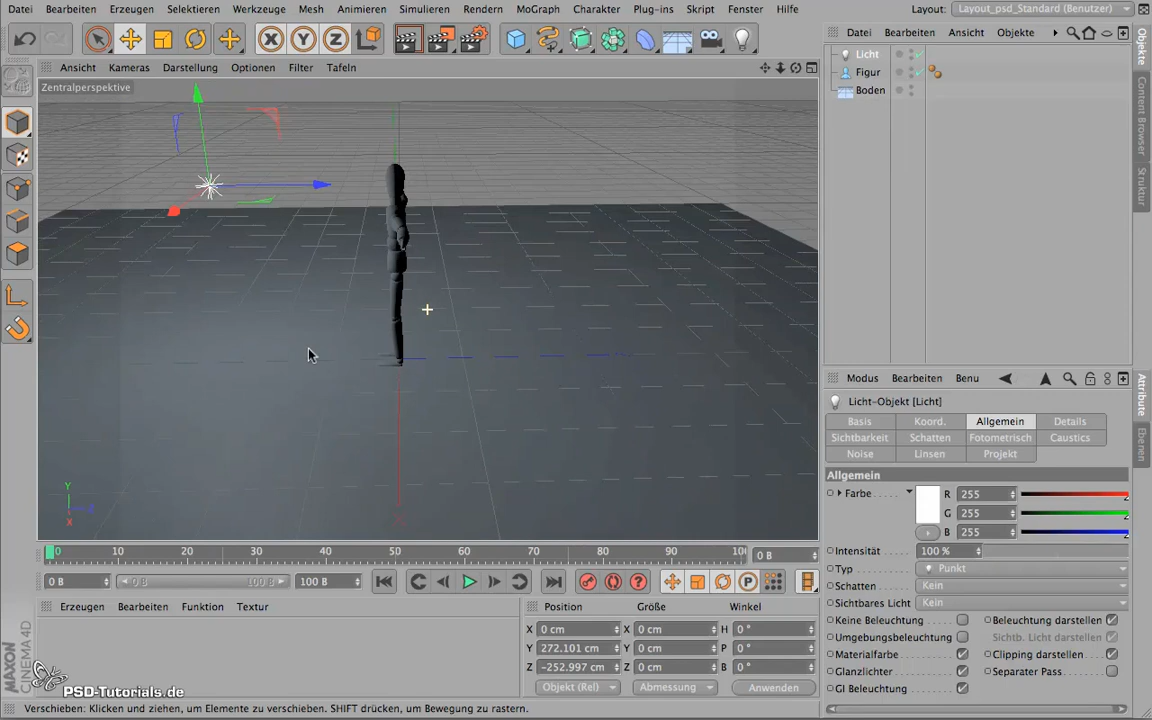 Datei Bearbeiten Erzeugen Selektieren Werkzeuge Mesh Animieren Simulieren Rendern MoGraph Charakter Plug-ins Skript Fenster Hilfe Layout: Layout_psd_Standard (Benutzer)
X Y Z
Datei Bearbeiten Ansicht Objekte
Ansicht Kameras Darstellung Optionen Filter Tafeln
Zentralperspektive
Licht
Figur
Boden
Objekte
Content Browser
Struktur
Modus Bearbeiten Benu
Licht-Objekt [Licht]
Basis Koord. Allgemein Details
Sichtbarkeit Schatten Fotometrisch Caustics
Noise Linsen Projekt
Attribute
Ebenen
Allgemein
Farbe R 255
G 255
B 255
Intensität 100 %
Typ Punkt
Schatten Kein
Sichtbares Licht Kein
Keine Beleuchtung Beleuchtung darstellen
Umgebungsbeleuchtung Sichtb. Licht darstellen
Materialfarbe Clipping darstellen
Glanzlichter Separater Pass
GI Beleuchtung
Y
X
0 10 20 30 40 50 60 70 80 90 100 0 B
0 B 0 B 100 B 100 B P
Erzeugen Bearbeiten Funktion Textur
Position Größe Winkel
X 0 cm X 0 cm H 0 °
Y 272.101 cm Y 0 cm P 0 °
Z -252.997 cm Z 0 cm B 0 °
Objekt (Rel) Abmessung Anwenden
MAXON CINEMA 4D
PSD-Tutorials.de
Verschieben: Klicken und ziehen, um Elemente zu verschieben. SHIFT drücken, um Bewegung zu rastern.